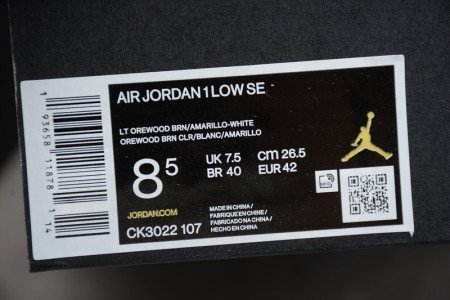 AIR JORDAN 1 LOW SE
LT OREWOOD BRN/AMARILLO-WHITE
OREWOOD BRN CLR/BLANC/AMARILLO
8 5
UK 7.5 cm 26.5
BR 40 EUR 42
JORDAN.COM
CK3022 107
MADE IN CHINA/
FABRIQUE EN CHINE/
FABRICADO NA CHINA/
HECHO EN CHINA
1 93658 11878 14